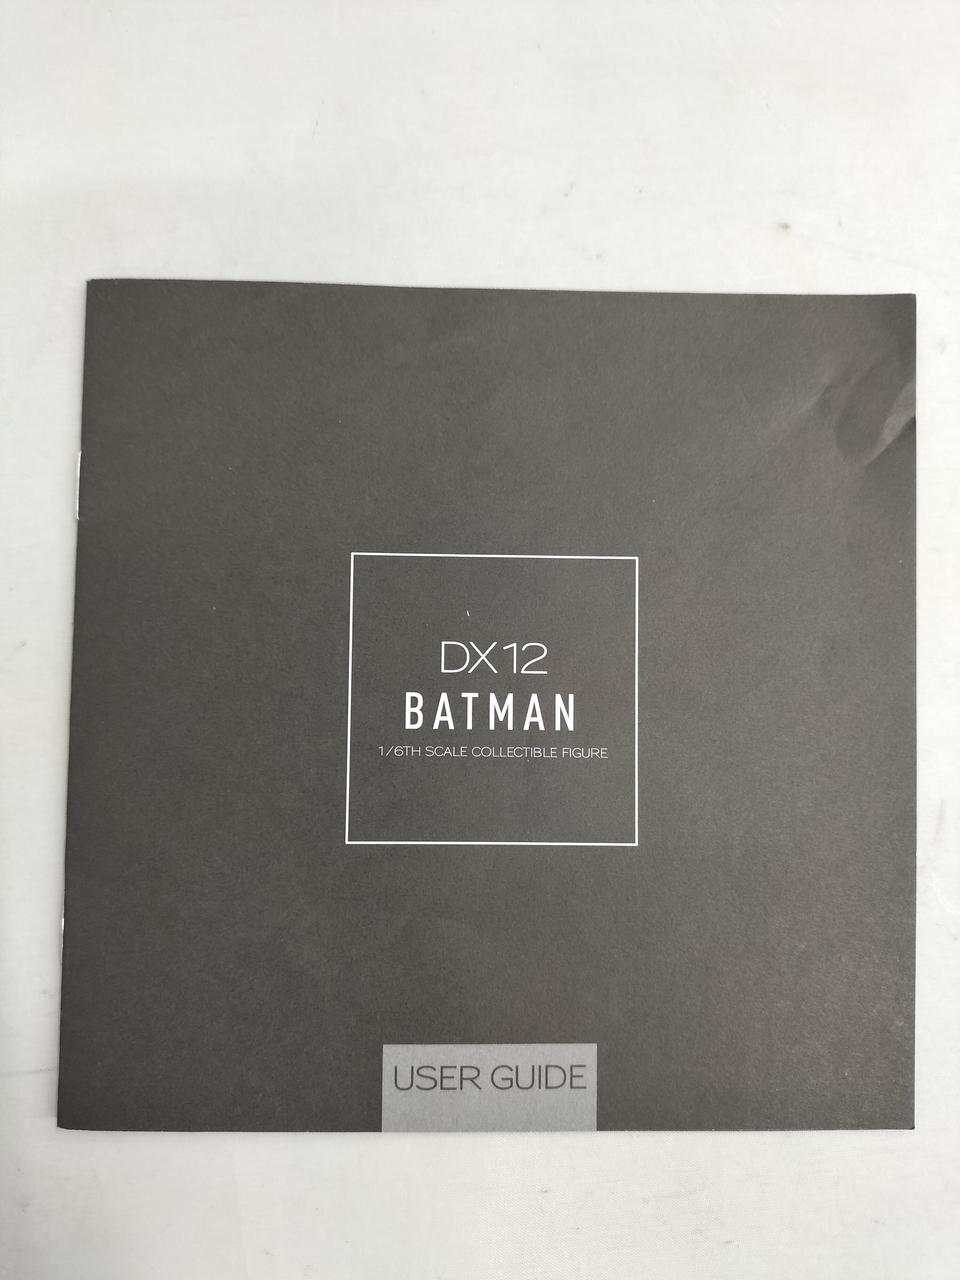 DX12
BATMAN
1/6TH SCALE COLLECTIBLE FIGURE
USER GUIDE